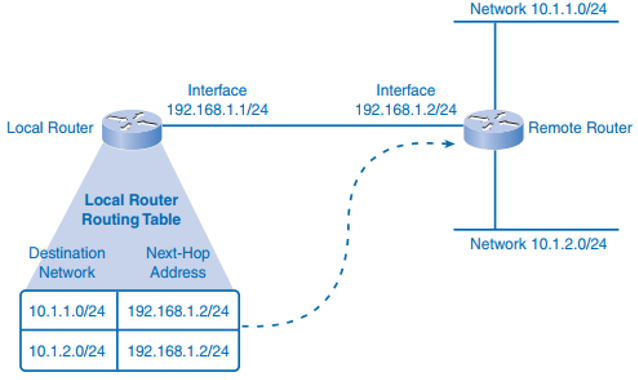 Network 10.1.1.0/24
Interface
192.168.1.1/24
Interface
192.168.1.2/24
Local Router
Remote Router
Local Router
Routing Table
Network 10.1.2.0/24
Destination
Network
Next-Hop
Address
10.1.1.0/24
192.168.1.2/24
10.1.2.0/24
192.168.1.2/24